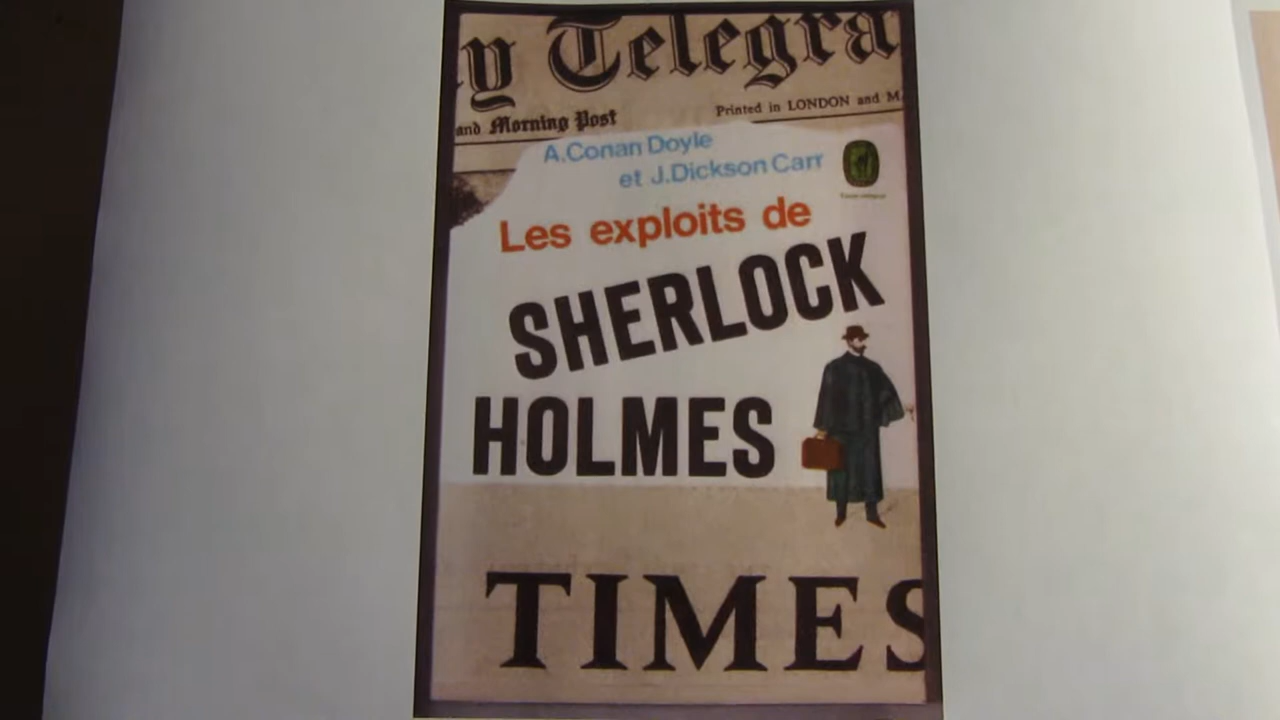 y Telegra
and Morning Post
Printed in LONDON and M
A.Conan Doyle
et J.Dickson Carr
Les exploits de
SHERLOCK
HOLMES
TIMES